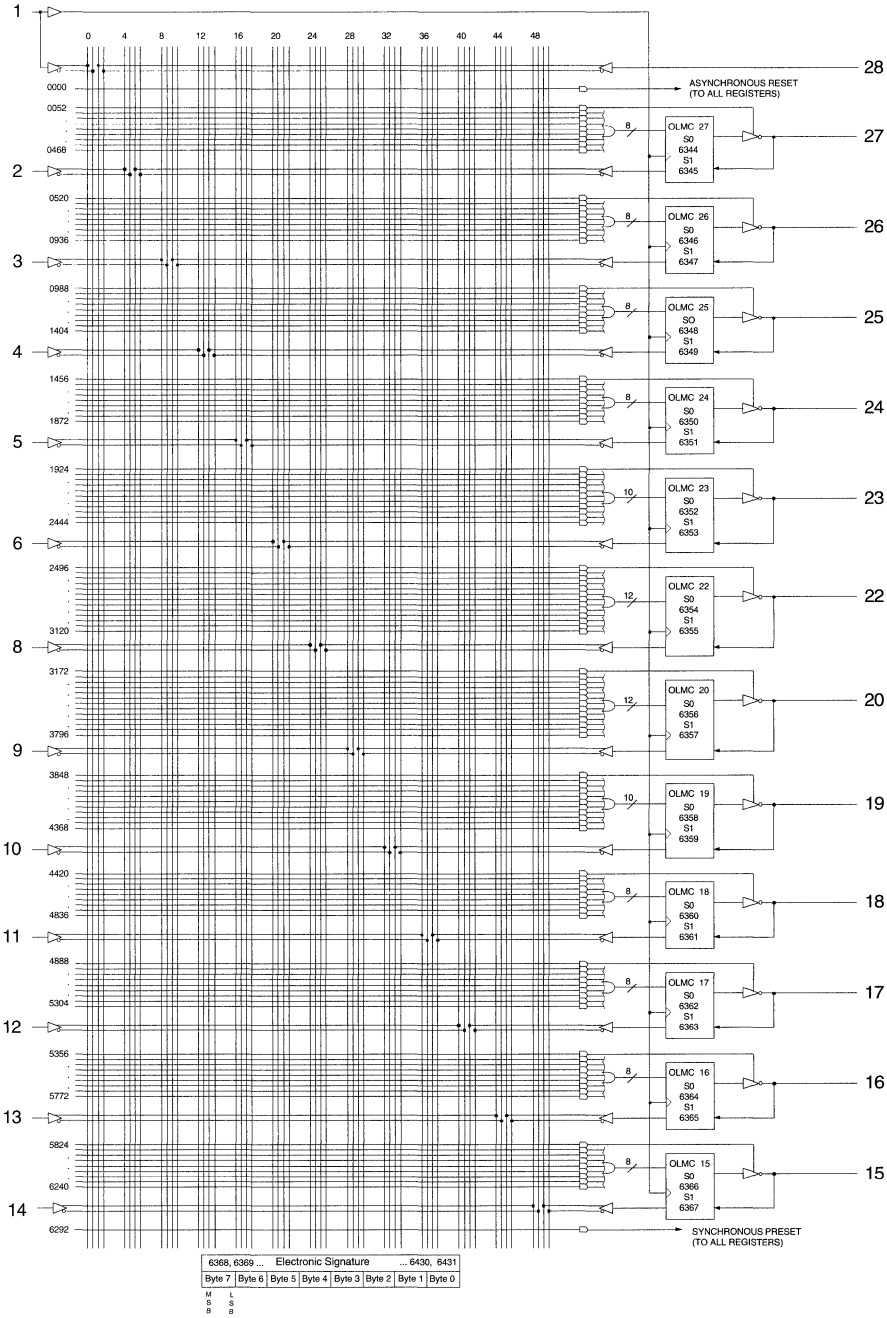 1
0 4 8 12 16 20 24 28 32 36 40 44 48
28
0000
ASYNCHRONOUS RESET
(TO ALL REGISTERS)
0052
.
.
.
0468
8
OLMC 27
S0
6344
S1
6345
27
2
0520
.
.
.
0936
8
OLMC 26
S0
6346
S1
6347
26
3
0988
.
.
.
1404
8
OLMC 25
SO
6348
S1
6349
25
4
1456
.
.
.
1872
8
OLMC 24
S0
6350
S1
6351
24
5
1924
.
.
.
.
2444
10
OLMC 23
S0
6352
S1
6353
23
6
2496
.
.
.
.
.
3120
12
OLMC 22
S0
6354
S1
6355
22
8
3172
.
.
.
.
.
3796
12
OLMC 20
S0
6356
S1
6357
20
9
3848
.
.
.
.
4368
10
OLMC 19
S0
6358
S1
6359
19
10
4420
.
.
.
4836
8
OLMC 18
S0
6360
S1
6361
18
11
4888
.
.
.
5304
8
OLMC 17
S0
6362
S1
6363
17
12
5356
.
.
.
5772
8
OLMC 16
S0
6364
S1
6365
16
13
5824
.
.
.
6240
8
OLMC 15
S0
6366
S1
6367
15
14
6292
SYNCHRONOUS PRESET
(TO ALL REGISTERS)
6368, 6369 ... Electronic Signature ... 6430, 6431
Byte 7 Byte 6 Byte 5 Byte 4 Byte 3 Byte 2 Byte 1 Byte 0
M L
S S
B B